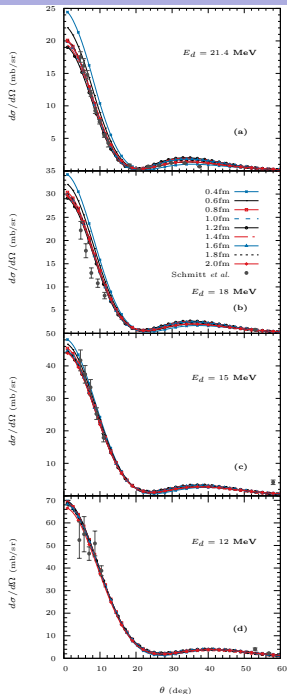 25
20
15
10
5
dσ/dΩ (mb/sr)
E_d = 21.4 MeV
(a)
50
30
25
20
15
10
5
dσ/dΩ (mb/sr)
0.4fm
0.6fm
0.8fm
1.0fm
1.2fm
1.4fm
1.6fm
1.8fm
2.0fm
Schmitt et al.
E_d = 18 MeV
(b)
50
40
30
20
10
dσ/dΩ (mb/sr)
E_d = 15 MeV
(c)
70
60
50
40
30
20
10
0
dσ/dΩ (mb/sr)
E_d = 12 MeV
(d)
0 10 20 30 40 50 60
θ (deg)